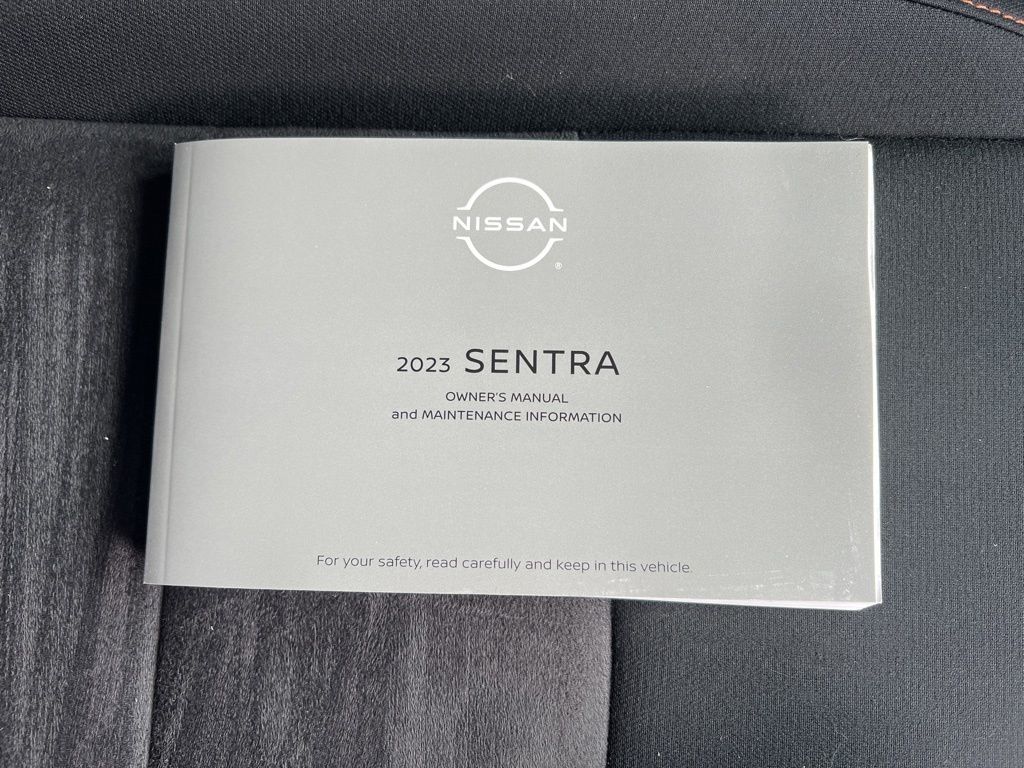 NISSAN
®
2023 SENTRA
OWNER'S MANUAL
and MAINTENANCE INFORMATION
For your safety, read carefully and keep in this vehicle.